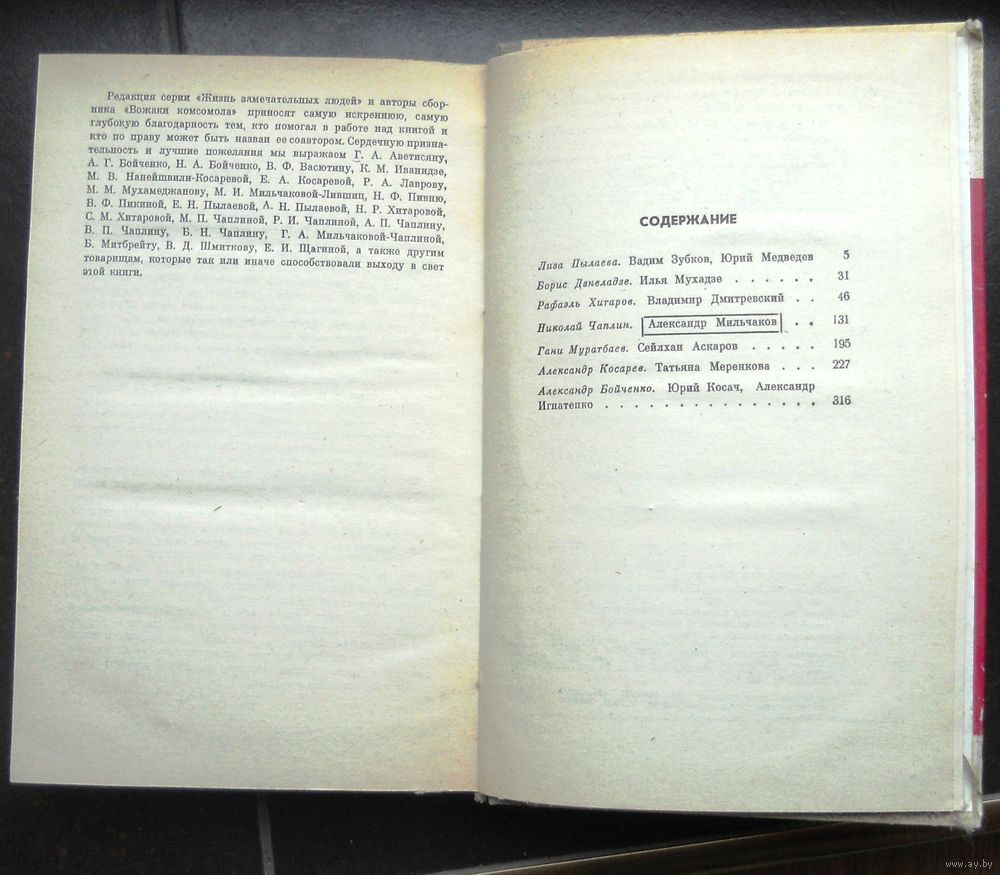 Редакция серии «Жизнь замечательных людей» и авторы сбор-
ника «Вожаки комсомола» приносят самую искреннюю, самую
глубокую благодарность тем, кто помогал в работе над книгой и
кто по праву может быть назван ее соавтором. Сердечную призна-
тельность и лучшие пожелания мы выражаем Г. А. Аветисяну,
А. Г. Бойченко, Н. А. Бойченко, В. Ф. Васютину, К. М. Иванидзе,
М. В. Нанейшвили-Косаревой, Е. А. Косаревой, Р. А. Лаврову,
М. М. Мухамеджанову, М. И. Мильчаковой-Лившиц, Н. Ф. Пивню,
В. Ф. Пикиной, Е. Н. Пылаевой, А. Н. Пылаевой, Н. Р. Хитаровой,
С. М. Хитаровой, М. П. Чаплиной, Р. И. Чаплиной, А. П. Чаплину,
В. П. Чаплину, Б. Н. Чаплину, Г. А. Мильчаковой-Чаплиной,
Б. Митбрейту, В. Д. Шмиткову, Е. И. Щагиной, а также другим
товарищам, которые так или иначе способствовали выходу в свет
этой книги.
СОДЕРЖАНИЕ
Лиза Пылаева. Вадим Зубков, Юрий Медведев 5
Борис Дзнеладзе. Илья Мухадзе . . . . . . 31
Рафаэль Хитаров. Владимир Дмитревский . . 46
Николай Чаплин. Александр Мильчаков . . 131
Гани Муратбаев. Сейлхан Аскаров . . . . . 195
Александр Косарев. Татьяна Меренкова . . . 227
Александр Бойченко. Юрий Косач, Александр
Игнатенко . . . . . . . . . . . . . . . 316
www.ay.by